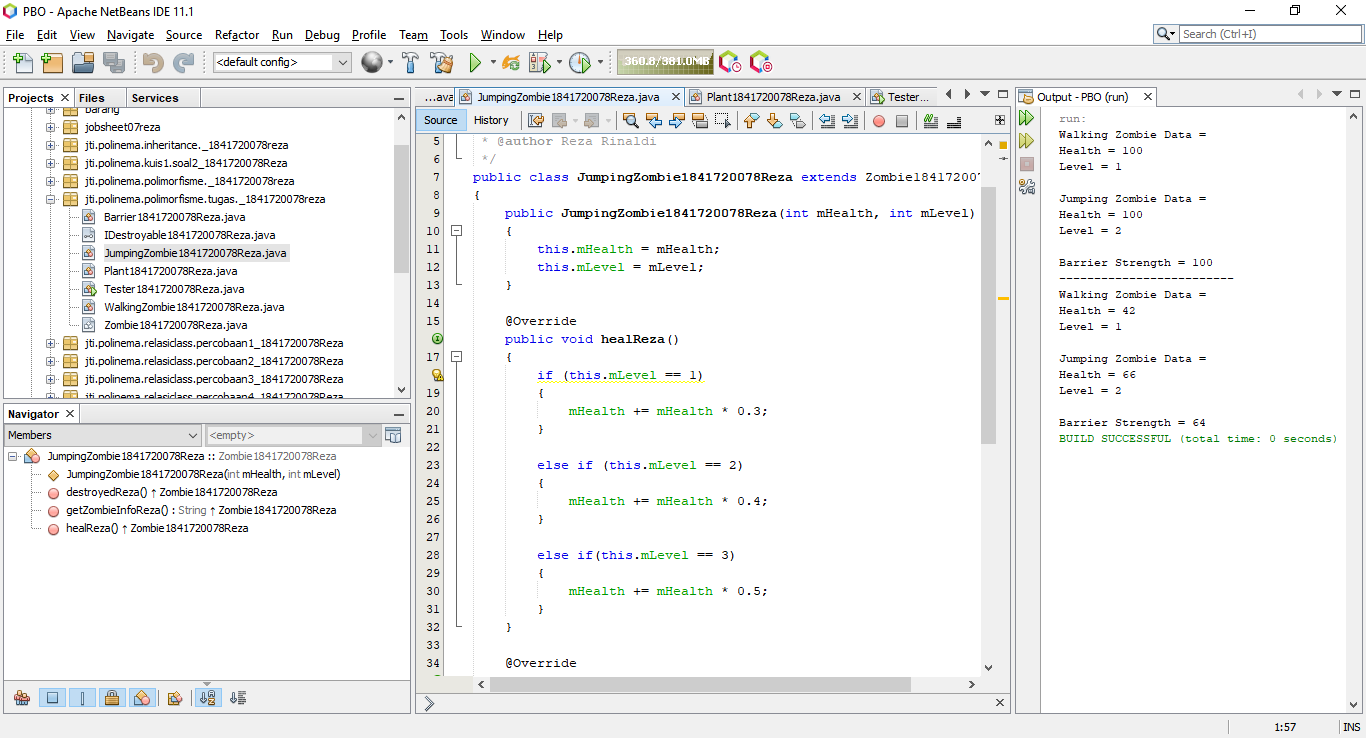 PBO - Apache NetBeans IDE 11.1
File Edit View Navigate Source Refactor Run Debug Profile Team Tools Window Help
Search (Ctrl+I)
<default config>
360.8/381.0MB
Projects Files Services
barang
jobsheet07reza
jti.polinema.inheritance._1841720078reza
jti.polinema.kuis1.soal2_1841720078Reza
jti.polinema.polimorfisme._1841720078reza
jti.polinema.polimorfisme.tugas._1841720078reza
Barrier1841720078Reza.java
IDestroyable1841720078Reza.java
JumpingZombie1841720078Reza.java
Plant1841720078Reza.java
Tester1841720078Reza.java
WalkingZombie1841720078Reza.java
Zombie1841720078Reza.java
jti.polinema.relasiclass.percobaan1_1841720078Reza
jti.polinema.relasiclass.percobaan2_1841720078Reza
jti.polinema.relasiclass.percobaan3_1841720078Reza
jti.polinema.relasiclass.percobaan4_1841720078Reza
Navigator
Members
<empty>
JumpingZombie1841720078Reza :: Zombie1841720078Reza
JumpingZombie1841720078Reza(int mHealth, int mLevel)
destroyedReza() ↑ Zombie1841720078Reza
getZombieInfoReza() : String ↑ Zombie1841720078Reza
healReza() ↑ Zombie1841720078Reza
...ava JumpingZombie1841720078Reza.java Plant1841720078Reza.java Tester...
Source History
5 * @author Reza Rinaldi
6 */
7 public class JumpingZombie1841720078Reza extends Zombie184172007
8 {
9 public JumpingZombie1841720078Reza(int mHealth, int mLevel)
10 {
11 this.mHealth = mHealth;
12 this.mLevel = mLevel;
13 }
14
15 @Override
public void healReza()
17 {
if (this.mLevel == 1)
19 {
20 mHealth += mHealth * 0.3;
21 }
22
23 else if (this.mLevel == 2)
24 {
25 mHealth += mHealth * 0.4;
26 }
27
28 else if(this.mLevel == 3)
29 {
30 mHealth += mHealth * 0.5;
31 }
32 }
33
34 @Override
Output - PBO (run)
run:
Walking Zombie Data =
Health = 100
Level = 1
Jumping Zombie Data =
Health = 100
Level = 2
Barrier Strength = 100
-------------------------
Walking Zombie Data =
Health = 42
Level = 1
Jumping Zombie Data =
Health = 66
Level = 2
Barrier Strength = 64
BUILD SUCCESSFUL (total time: 0 seconds)
1:57 INS